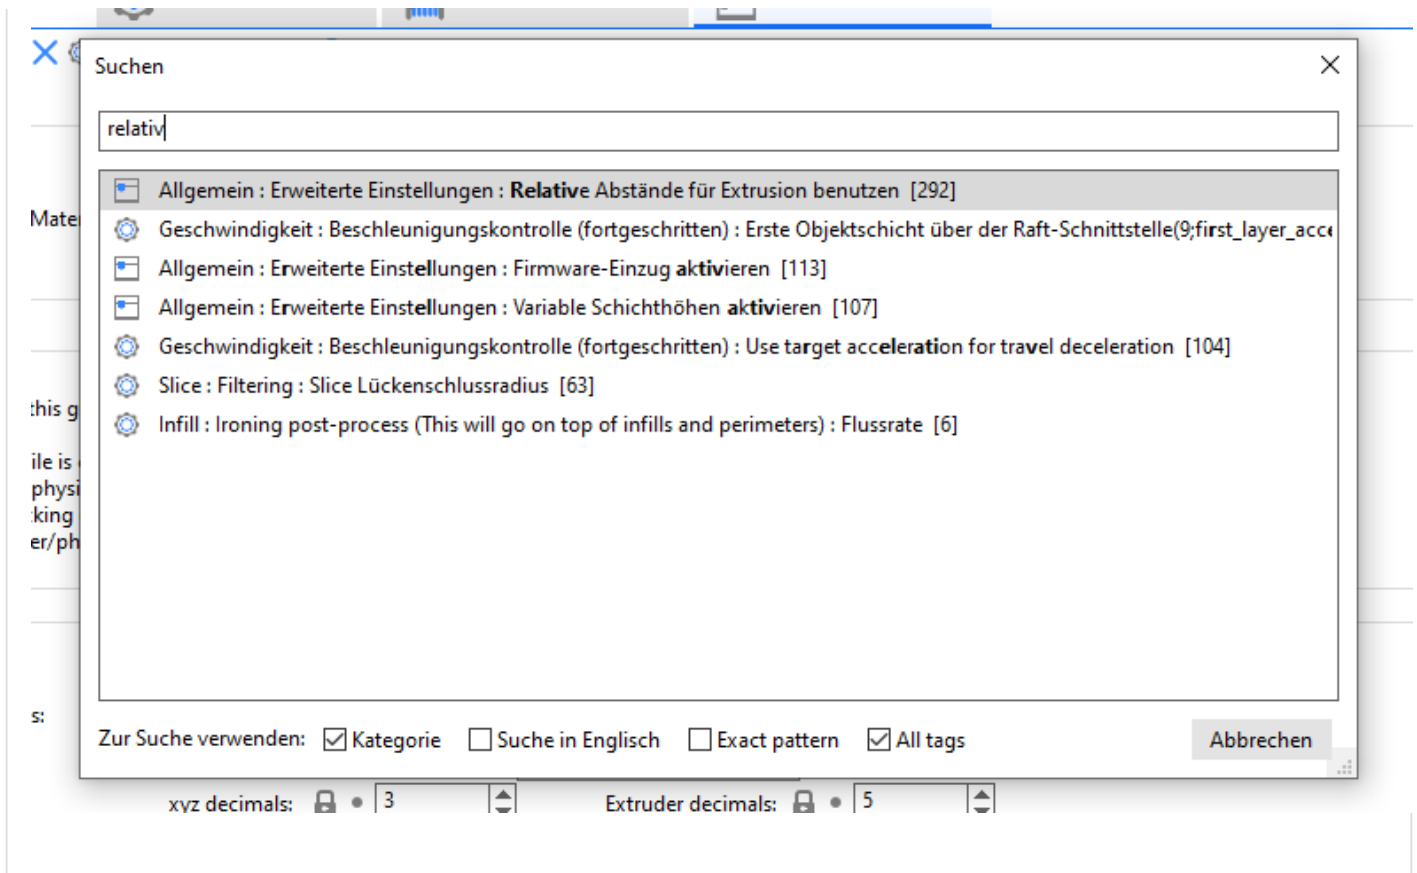 Suchen
relativ
Allgemein : Erweiterte Einstellungen : Relative Abstände für Extrusion benutzen [292]
Geschwindigkeit : Beschleunigungskontrolle (fortgeschritten) : Erste Objektschicht über der Raft-Schnittstelle(9;first_layer_acce
Allgemein : Erweiterte Einstellungen : Firmware-Einzug aktivieren [113]
Allgemein : Erweiterte Einstellungen : Variable Schichthöhen aktivieren [107]
Geschwindigkeit : Beschleunigungskontrolle (fortgeschritten) : Use target acceleration for travel deceleration [104]
Slice : Filtering : Slice Lückenschlussradius [63]
Infill : Ironing post-process (This will go on top of infills and perimeters) : Flussrate [6]
Mater
this g
ile is
physi
king
er/ph
s:
Zur Suche verwenden: Kategorie Suche in Englisch Exact pattern All tags Abbrechen
xyz decimals: 3 Extruder decimals: 5